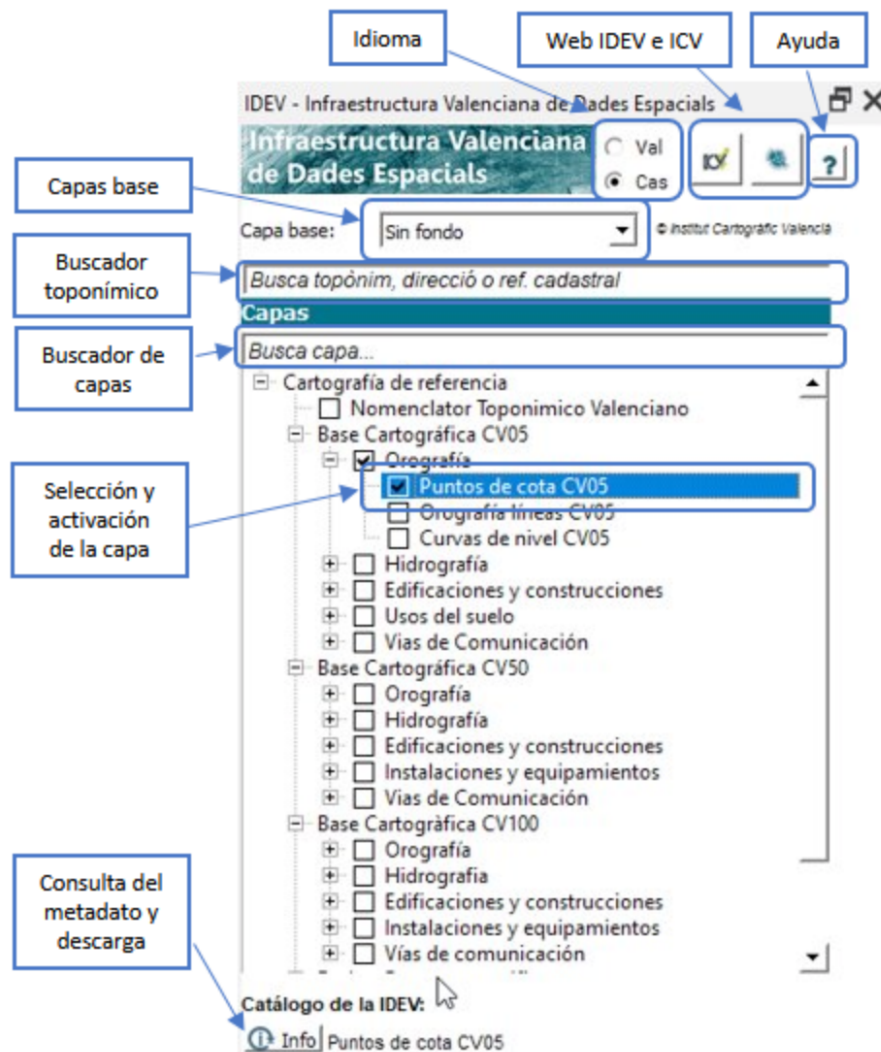 Idioma
Web IDEV e ICV
Ayuda
IDEV - Infraestructura Valenciana de Dades Espacials
Infraestructura Valenciana
de Dades Espacials
Val
Cas
ICV
?
Capas base
Capa base:
Sin fondo
© Institut Cartogràfic Valencià
Buscador
toponímico
Busca topònim, direcció o ref. cadastral
Capas
Buscador de
capas
Busca capa...
Cartografía de referencia
Nomenclator Toponimico Valenciano
Base Cartográfica CV05
Orografía
Puntos de cota CV05
Orografía líneas CV05
Curvas de nivel CV05
Selección y
activación
de la capa
Hidrografía
Edificaciones y construcciones
Usos del suelo
Vias de Comunicación
Base Cartográfica CV50
Orografía
Hidrografía
Edificaciones y construcciones
Instalaciones y equipamientos
Vias de Comunicación
Base Cartogràfica CV100
Orografía
Hidrografia
Edificaciones y construcciones
Instalaciones y equipamientos
Vías de comunicación
Consulta del
metadato y
descarga
Catálogo de la IDEV:
Info
Puntos de cota CV05